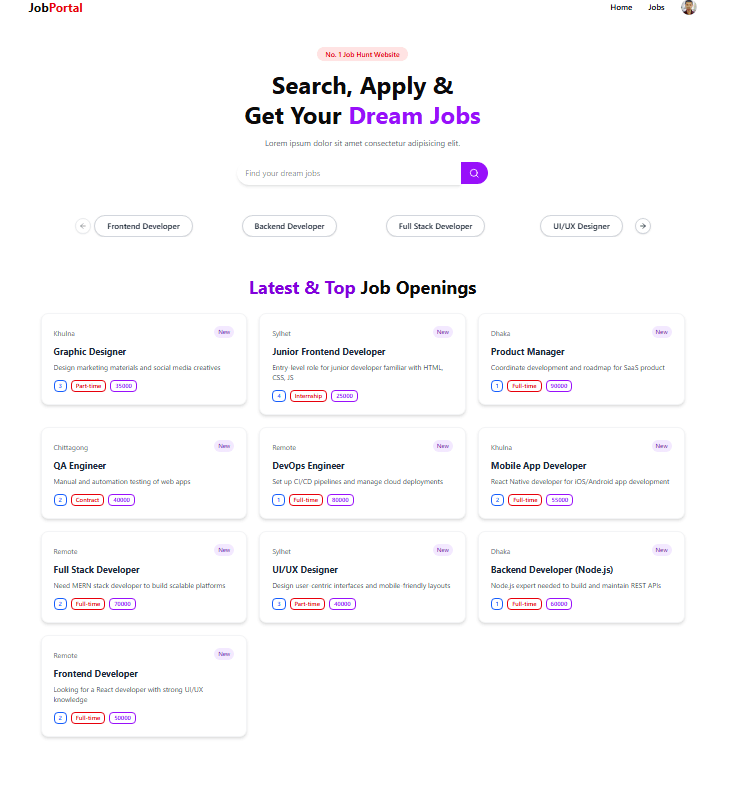 JobPortal
Home
Jobs
No. 1 Job Hunt Website
Search, Apply &
Get Your Dream Jobs
Lorem ipsum dolor sit amet consectetur adipisicing elit.
Find your dream jobs
Frontend Developer
Backend Developer
Full Stack Developer
UI/UX Designer
Latest & Top Job Openings
Khulna
New
Graphic Designer
Design marketing materials and social media creatives
3
Part-time
35000
Sylhet
New
Junior Frontend Developer
Entry-level role for junior developer familiar with HTML,
CSS, JS
4
Internship
25000
Dhaka
New
Product Manager
Coordinate development and roadmap for SaaS product
1
Full-time
90000
Chittagong
New
QA Engineer
Manual and automation testing of web apps
2
Contract
40000
Remote
New
DevOps Engineer
Set up CI/CD pipelines and manage cloud deployments
1
Full-time
80000
Khulna
New
Mobile App Developer
React Native developer for iOS/Android app development
2
Full-time
55000
Remote
New
Full Stack Developer
Need MERN stack developer to build scalable platforms
2
Full-time
70000
Sylhet
New
UI/UX Designer
Design user-centric interfaces and mobile-friendly layouts
3
Part-time
40000
Dhaka
New
Backend Developer (Node.js)
Node.js expert needed to build and maintain REST APIs
1
Full-time
60000
Remote
New
Frontend Developer
Looking for a React developer with strong UI/UX
knowledge
2
Full-time
50000